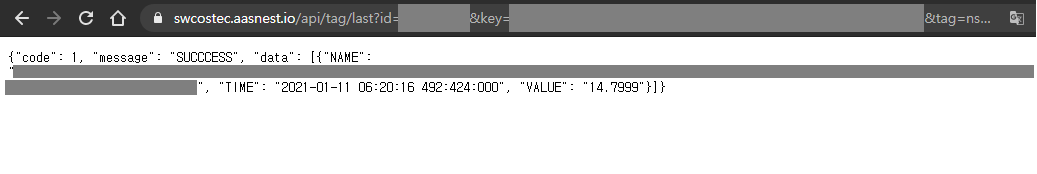 swcostec.aasnest.io/api/tag/last?id= &key= &tag=ns...
{"code": 1, "message": "SUCCCESS", "data": [{"NAME":
"
", "TIME": "2021-01-11 06:20:16 492:424:000", "VALUE": "14.7999"}]}